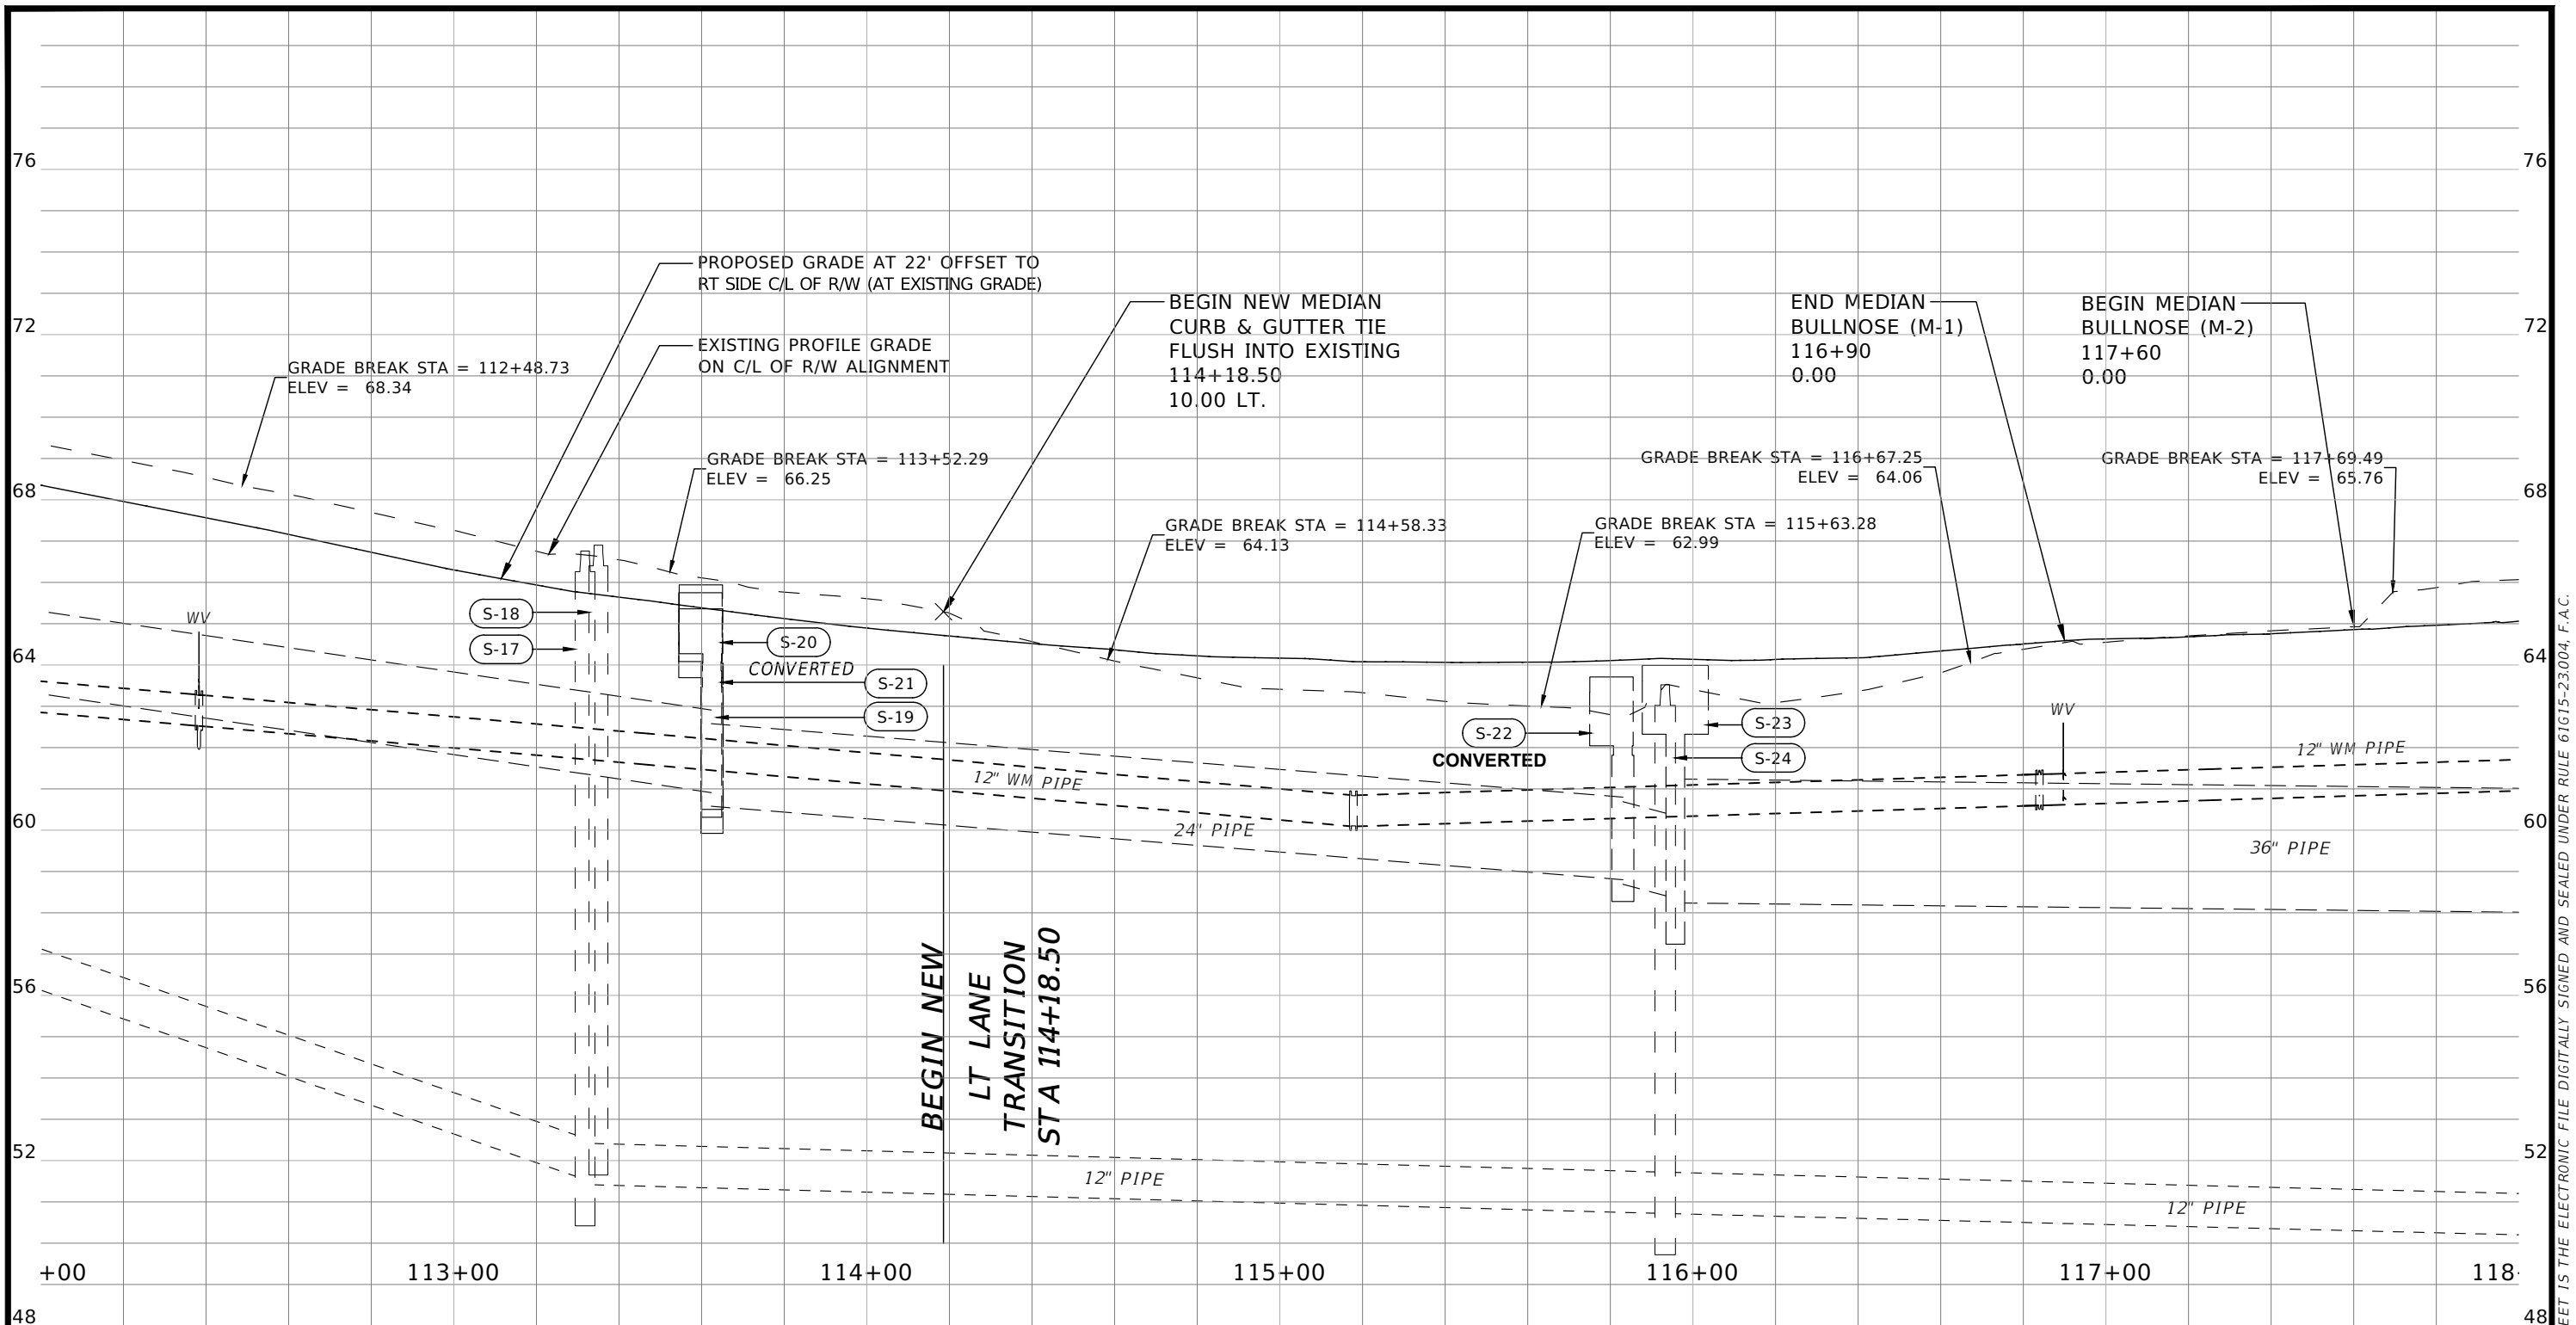 76
76
PROPOSED GRADE AT 22' OFFSET TO
RT SIDE C/L OF R/W (AT EXISTING GRADE)
BEGIN NEW MEDIAN
CURB & GUTTER TIE
FLUSH INTO EXISTING
114+18.50
10.00 LT.
END MEDIAN
BULLNOSE (M-1)
116+90
0.00
BEGIN MEDIAN
BULLNOSE (M-2)
117+60
0.00
72
72
EXISTING PROFILE GRADE
ON C/L OF R/W ALIGNMENT
GRADE BREAK STA = 112+48.73
ELEV = 68.34
GRADE BREAK STA = 113+52.29
ELEV = 66.25
GRADE BREAK STA = 116+67.25
ELEV = 64.06
GRADE BREAK STA = 117+69.49
ELEV = 65.76
68
68
GRADE BREAK STA = 114+58.33
ELEV = 64.13
GRADE BREAK STA = 115+63.28
ELEV = 62.99
WV
S-18
S-17
S-20
CONVERTED
S-21
S-19
64
64
S-22
CONVERTED
S-23
S-24
WV
12" WM PIPE
12" WM PIPE
60
60
24" PIPE
36" PIPE
56
56
BEGIN NEW
LT LANE
TRANSITION
STA 114+18.50
52
52
12" PIPE
12" PIPE
+00
113+00
114+00
115+00
116+00
117+00
118
48
48
EET IS THE ELECTRONIC FILE DIGITALLY SIGNED AND SEALED UNDER RULE 61G15-23.004, F.A.C.